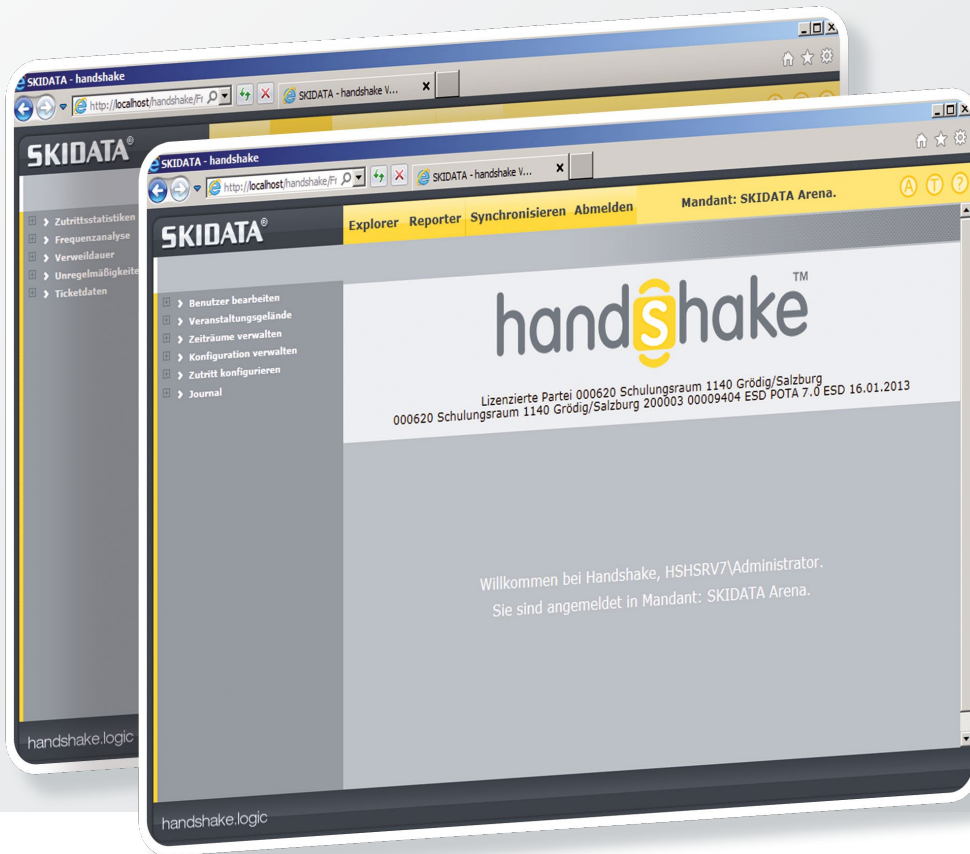 SKIDATA - handshake
http://localhost/handshake/Fr
SKIDATA - handshake V...
SKIDATA®
Zutrittsstatistiken
Frequenzanalyse
Verweildauer
Unregelmäßigkeite
Ticketdaten
handshake.logic
SKIDATA - handshake
http://localhost/handshake/Fr
SKIDATA - handshake V...
SKIDATA®
Explorer Reporter Synchronisieren Abmelden Mandant: SKIDATA Arena. A T ?
Benutzer bearbeiten
Veranstaltungsgelände
Zeiträume verwalten
Konfiguration verwalten
Zutritt konfigurieren
Journal
handshake™
Lizenzierte Partei 000620 Schulungsraum 1140 Grödig/Salzburg
000620 Schulungsraum 1140 Grödig/Salzburg 200003 00009404 ESD POTA 7.0 ESD 16.01.2013
Willkommen bei Handshake, HSHSRV7\Administrator.
Sie sind angemeldet in Mandant: SKIDATA Arena.
handshake.logic